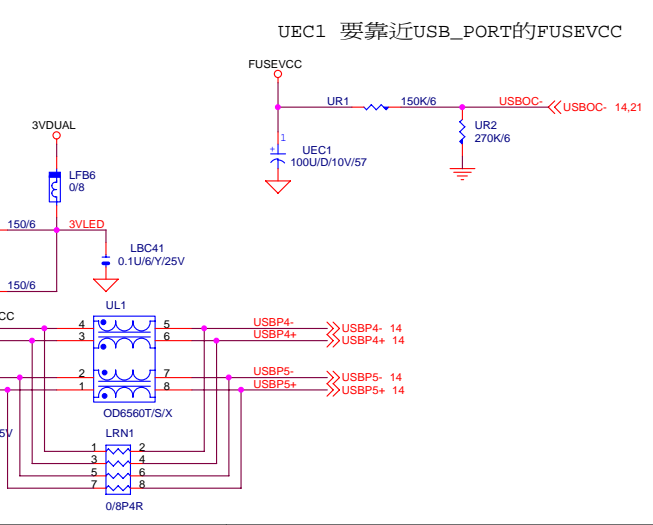 UEC1 要靠近USB_PORT的FUSEVCC
FUSEVCC
UR1 150K/6 USBOC- USBOC- 14,21
3VDUAL
UR2
270K/6
1
+
UEC1
100U/D/10V/57
LFB6
0/8
150/6 3VLED
LBC41
0.1U/6/Y/25V
150/6
UL1
CC
4 5 USBP4- USBP4- 14
3 6 USBP4+ USBP4+ 14
2 7 USBP5- USBP5- 14
1 8 USBP5+ USBP5+ 14
OD6560T/S/X
5V LRN1
1 2
3 4
5 6
7 8
0/8P4R